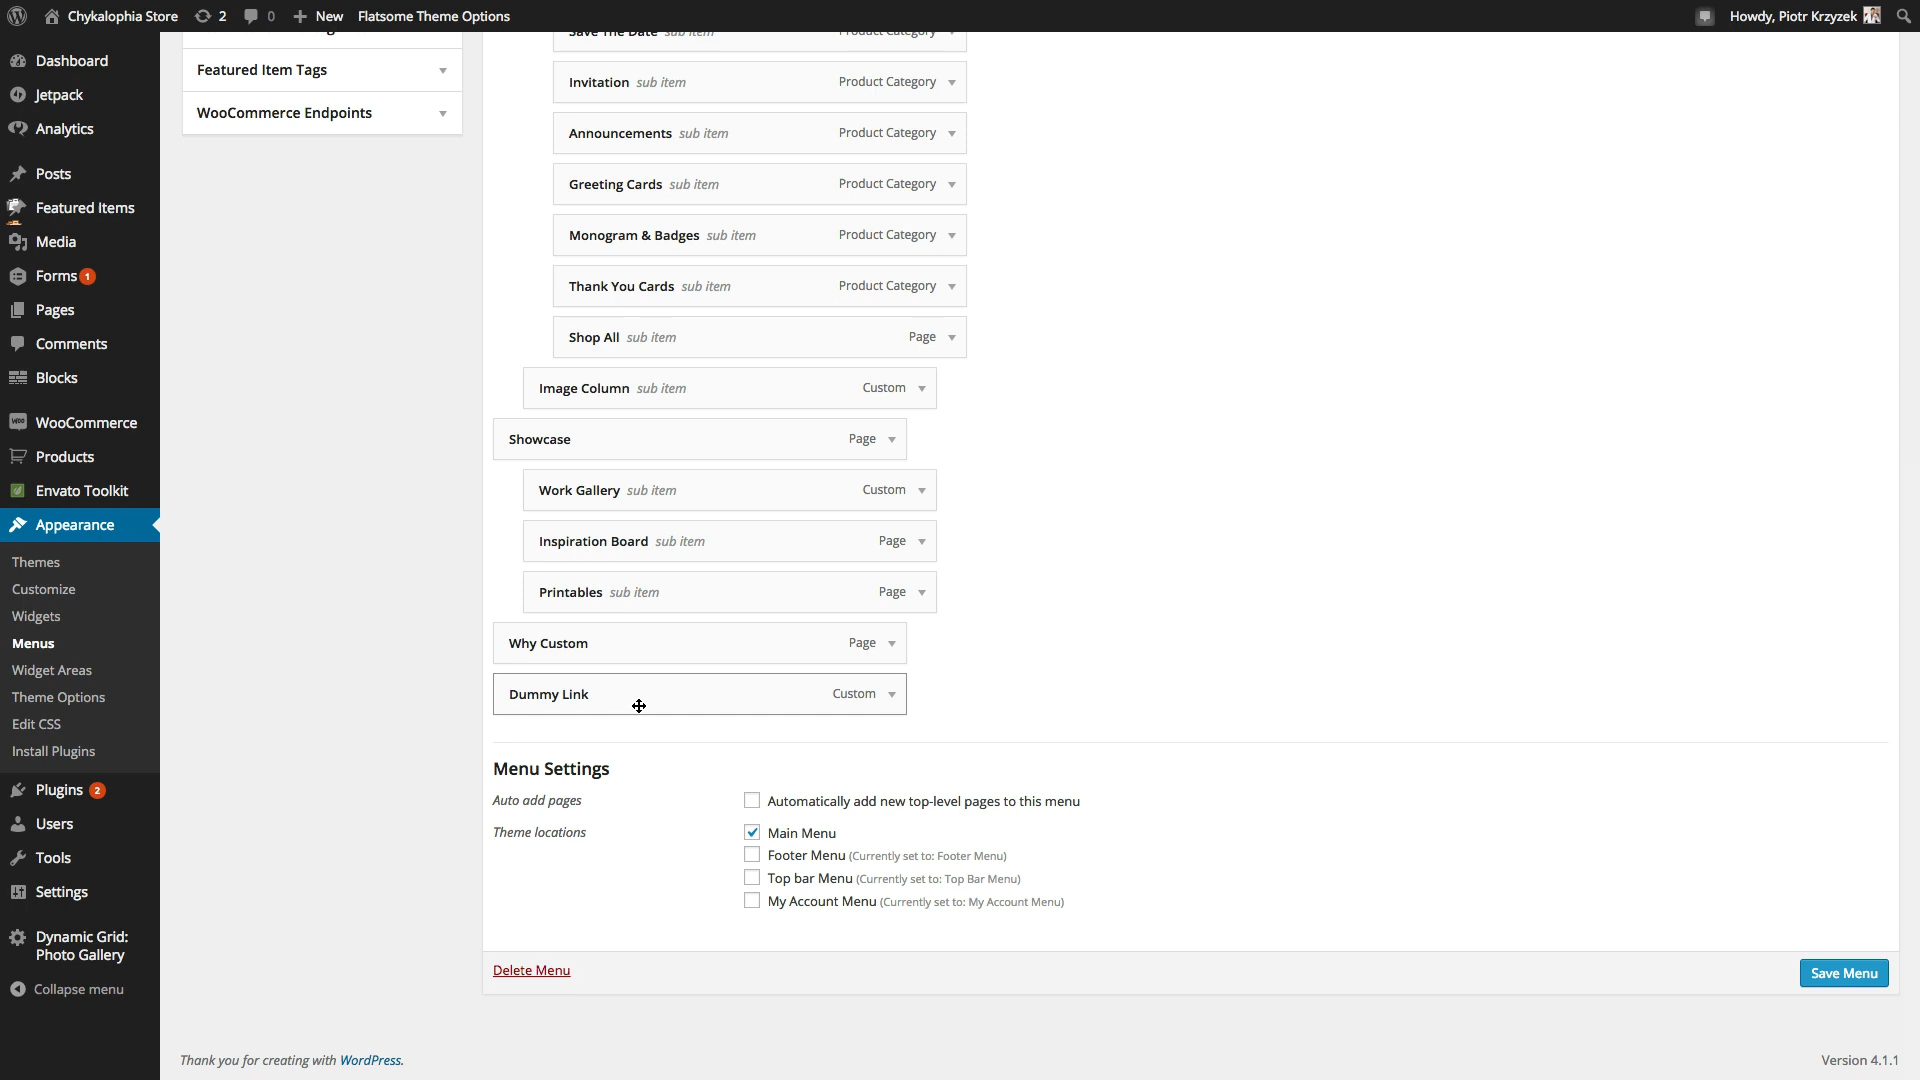 Chykalophia Store 2 0 New Flatsome Theme Options Howdy, Piotr Krzyzek
Dashboard
Jetpack
Analytics
Posts
Featured Items
Media
Forms 1
Pages
Comments
Blocks
WooCommerce
Products
Envato Toolkit
Appearance
Themes
Customize
Widgets
Menus
Widget Areas
Theme Options
Edit CSS
Install Plugins
Plugins 2
Users
Tools
Settings
Dynamic Grid:
Photo Gallery
Collapse menu
Featured Item Tags
WooCommerce Endpoints
Save The Date sub item Product Category
Invitation sub item Product Category
Announcements sub item Product Category
Greeting Cards sub item Product Category
Monogram & Badges sub item Product Category
Thank You Cards sub item Product Category
Shop All sub item Page
Image Column sub item Custom
Showcase Page
Work Gallery sub item Custom
Inspiration Board sub item Page
Printables sub item Page
Why Custom Page
Dummy Link Custom
Menu Settings
Auto add pages Automatically add new top-level pages to this menu
Theme locations Main Menu
Footer Menu (Currently set to: Footer Menu)
Top bar Menu (Currently set to: Top Bar Menu)
My Account Menu (Currently set to: My Account Menu)
Delete Menu Save Menu
Thank you for creating with WordPress. Version 4.1.1